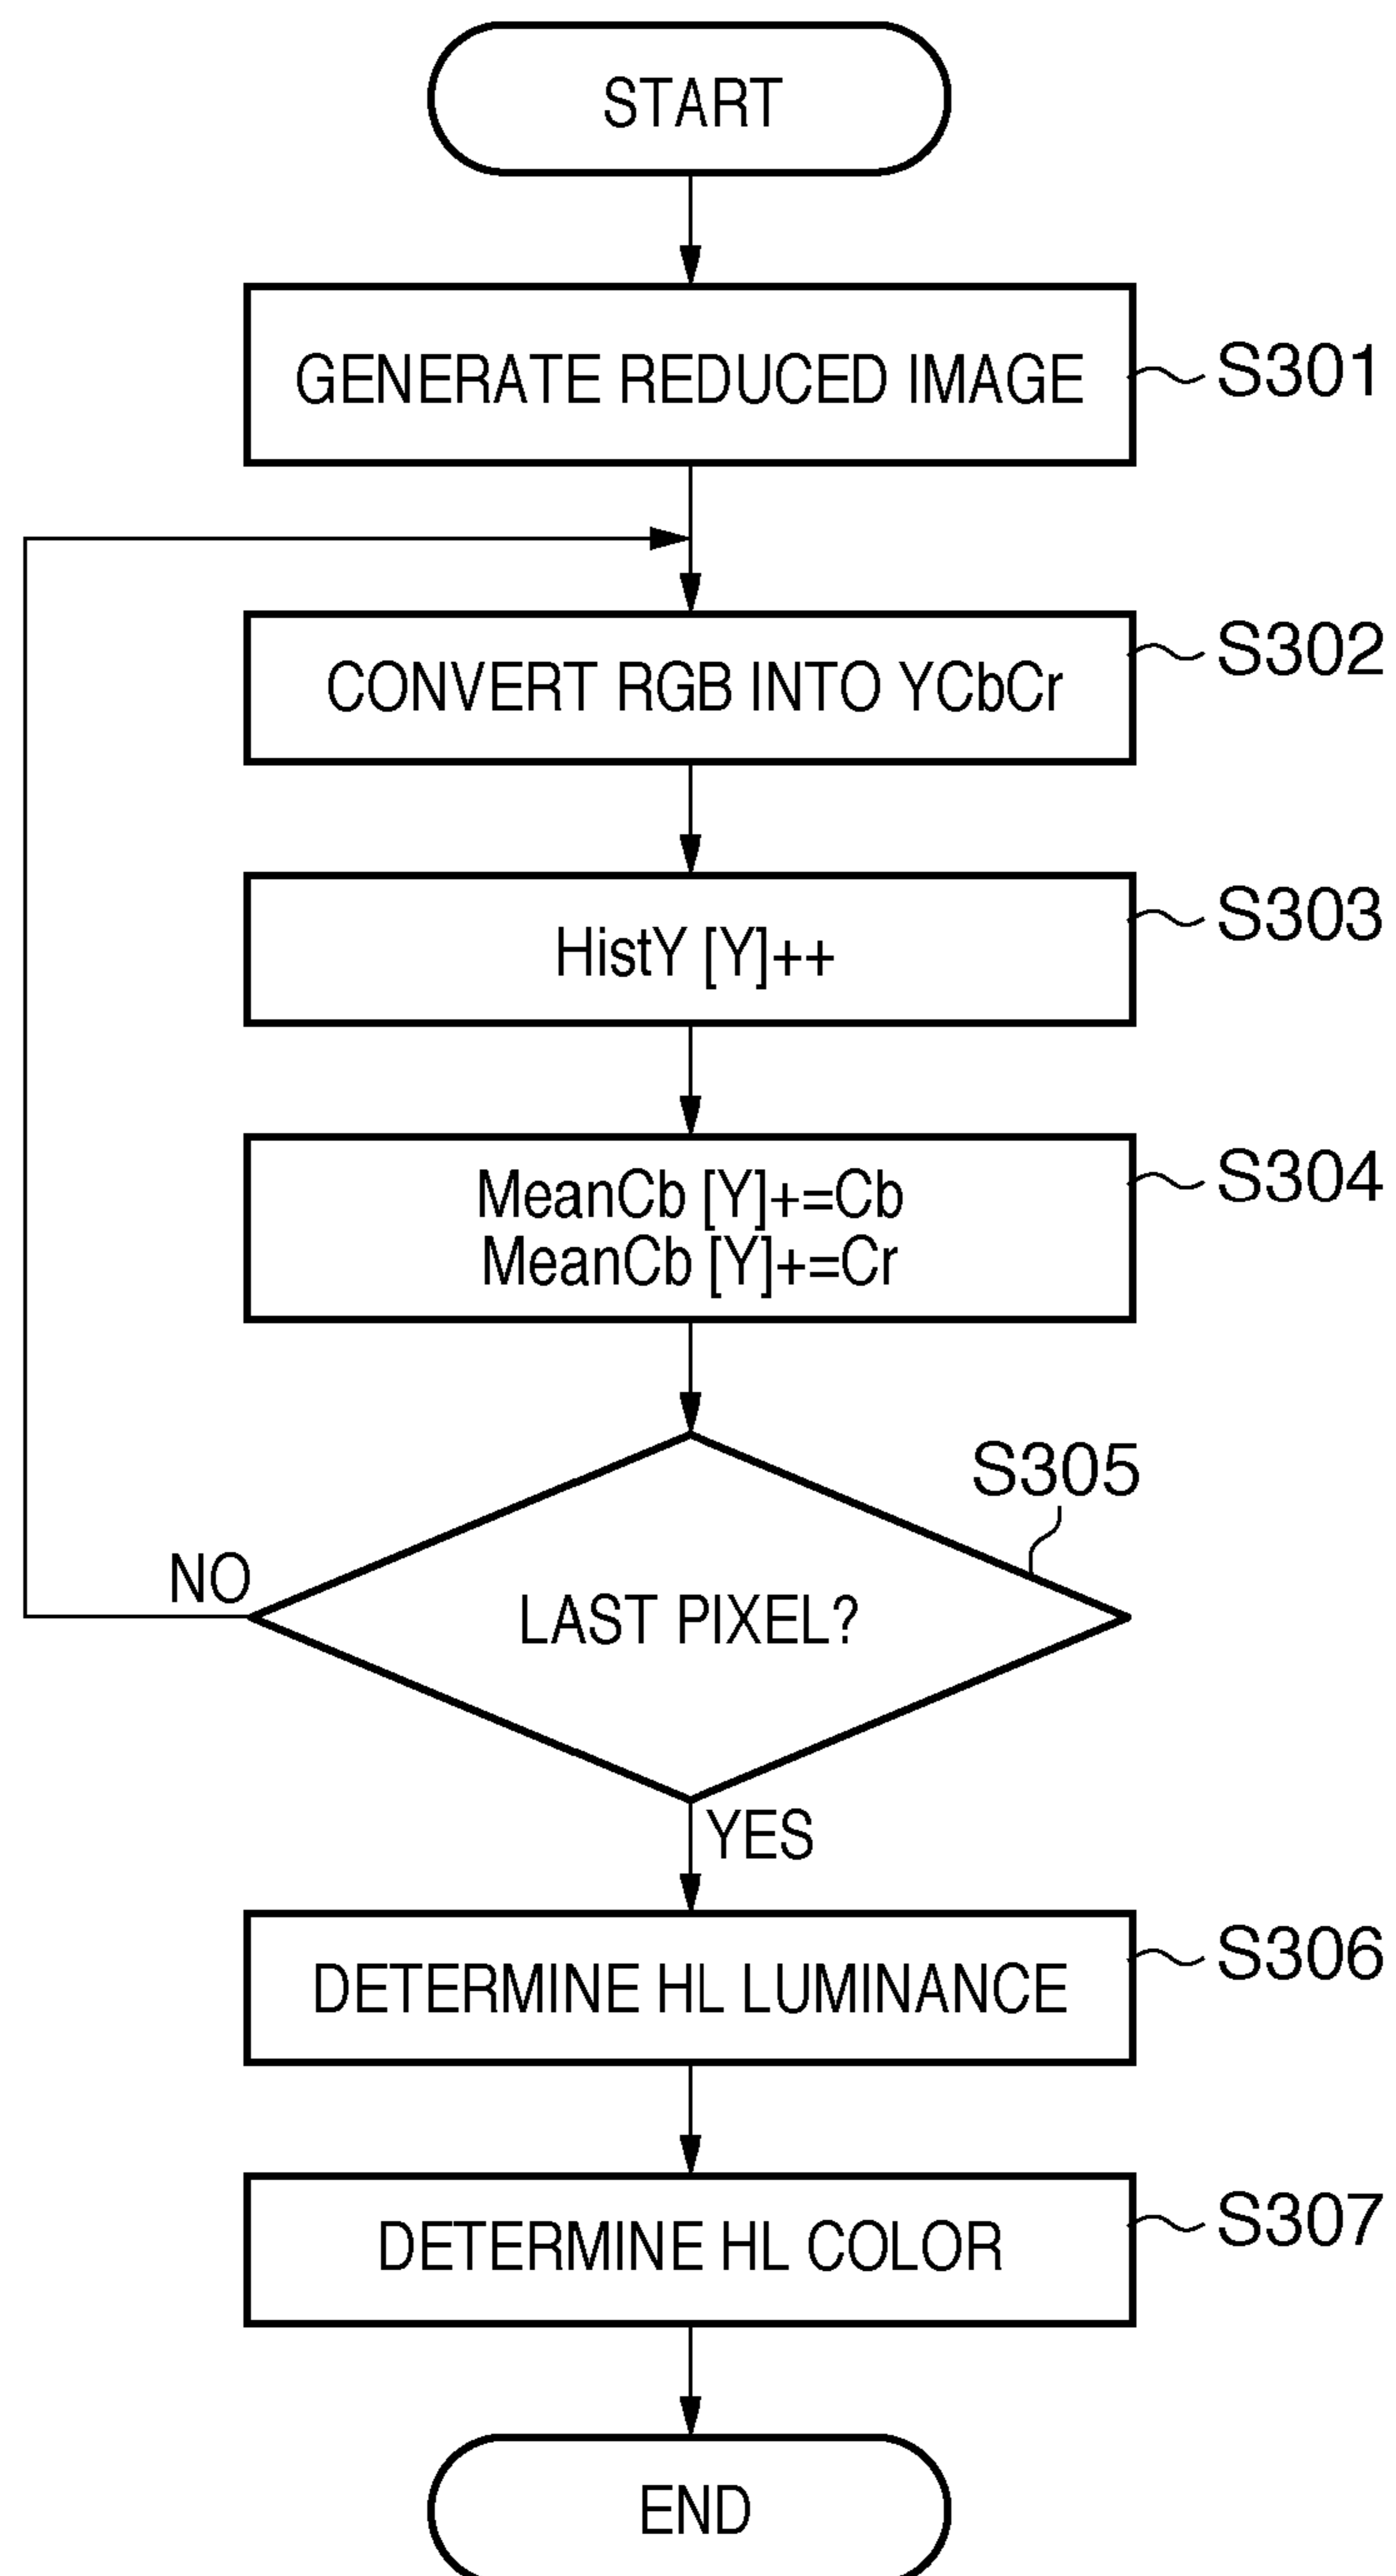 START
GENERATE REDUCED IMAGE
S301
CONVERT RGB INTO YCbCr
S302
HistY [Y]++
S303
MeanCb [Y]+=Cb
MeanCb [Y]+=Cr
S304
S305
LAST PIXEL?
NO
YES
DETERMINE HL LUMINANCE
S306
DETERMINE HL COLOR
S307
END